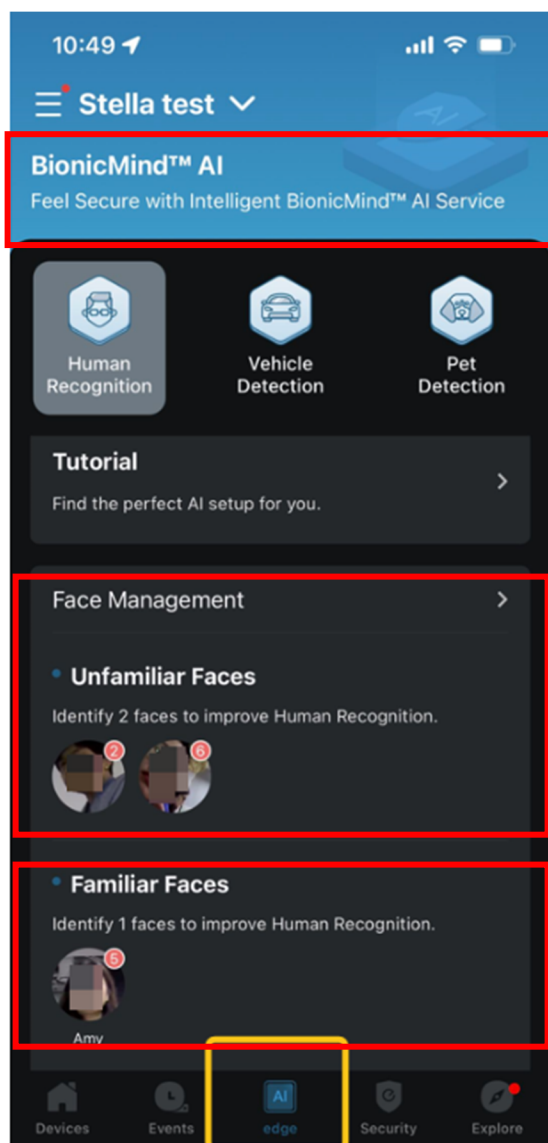 10:49
Stella test
BionicMind™ AI
Feel Secure with Intelligent BionicMind™ AI Service
Human
Recognition
Vehicle
Detection
Pet
Detection
Tutorial
Find the perfect AI setup for you.
Face Management
Unfamiliar Faces
Identify 2 faces to improve Human Recognition.
2
6
Familiar Faces
Identify 1 faces to improve Human Recognition.
5
Amy
AI
Devices
Events
edge
Security
Explore